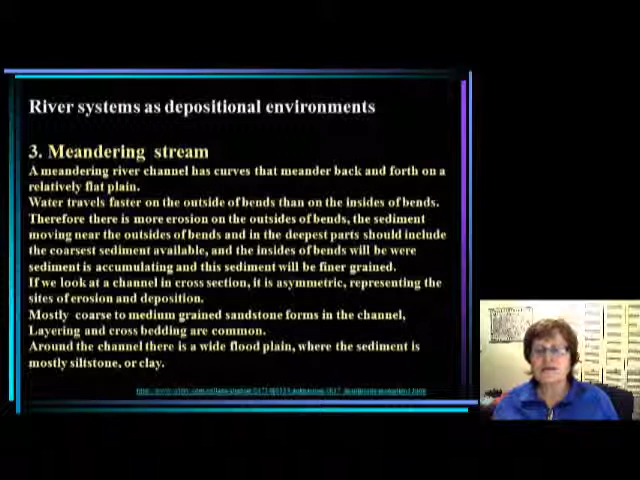 River systems as depositional environments
3. Meandering stream
A meandering river channel has curves that meander back and forth on a
relatively flat plain.
Water travels faster on the outside of bends than on the insides of bends.
Therefore there is more erosion on the outsides of bends, the sediment
moving near the outsides of bends and in the deepest parts should include
the coarsest sediment available, and the insides of bends will be were
sediment is accumulating and this sediment will be finer grained.
If we look at a channel in cross section, it is asymmetric, representing the
sites of erosion and deposition.
Mostly coarse to medium grained sandstone forms in the channel,
Layering and cross bedding are common.
Around the channel there is a wide flood plain, where the sediment is
mostly siltstone, or clay.